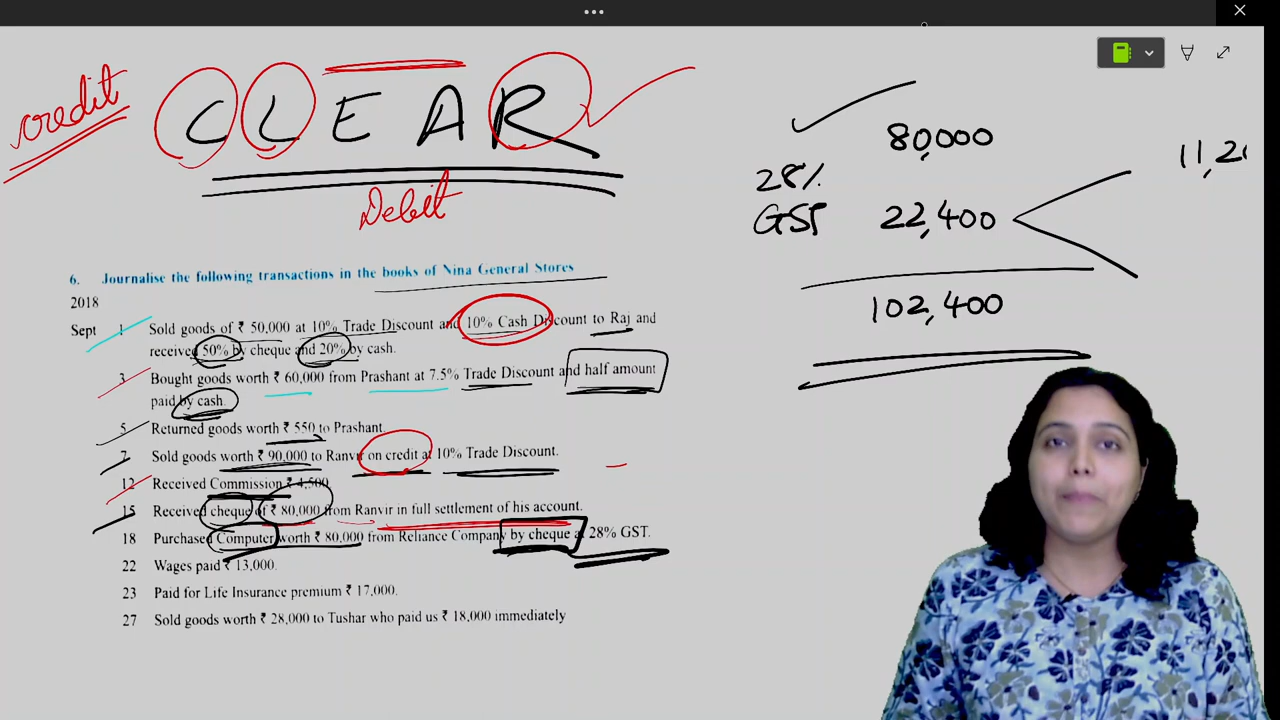 credit
CLEAR
Debit
80,000
28%
GST
22,400
11,20
102,400
6. Journalise the following transactions in the books of Nina General Stores
2018
Sept 1 Sold goods of ₹ 50,000 at 10% Trade Discount and 10% Cash Discount to Raj and
received 50% by cheque and 20% by cash.
3 Bought goods worth ₹ 60,000 from Prashant at 7.5% Trade Discount and half amount
paid by cash.
5 Returned goods worth ₹ 550 to Prashant.
7 Sold goods worth ₹ 90,000 to Ranvir on credit at 10% Trade Discount.
12 Received Commission ₹ 4,500.
15 Received cheque of ₹ 80,000 from Ranvir in full settlement of his account.
18 Purchased Computer worth ₹ 80,000 from Reliance Company by cheque at 28% GST.
22 Wages paid ₹ 13,000.
23 Paid for Life Insurance premium ₹ 17,000.
27 Sold goods worth ₹ 28,000 to Tushar who paid us ₹ 18,000 immediately